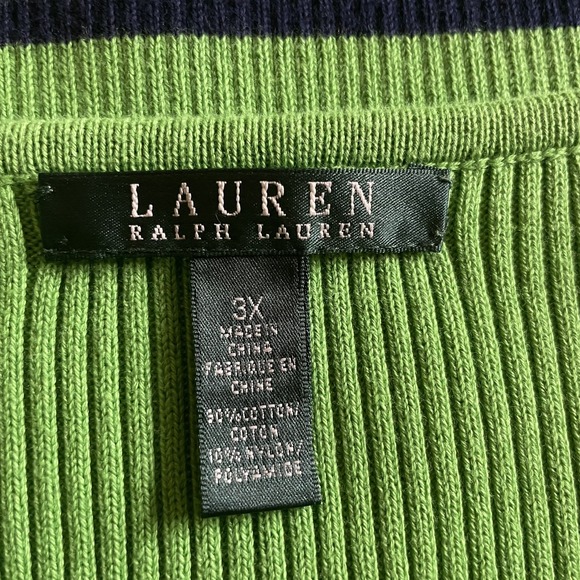 LAUREN
RALPH LAUREN
3X
MADE IN
CHINA
FABRIQUE EN
CHINE
90%COTTON/
COTON
10% NYLON/
POLYAMIDE